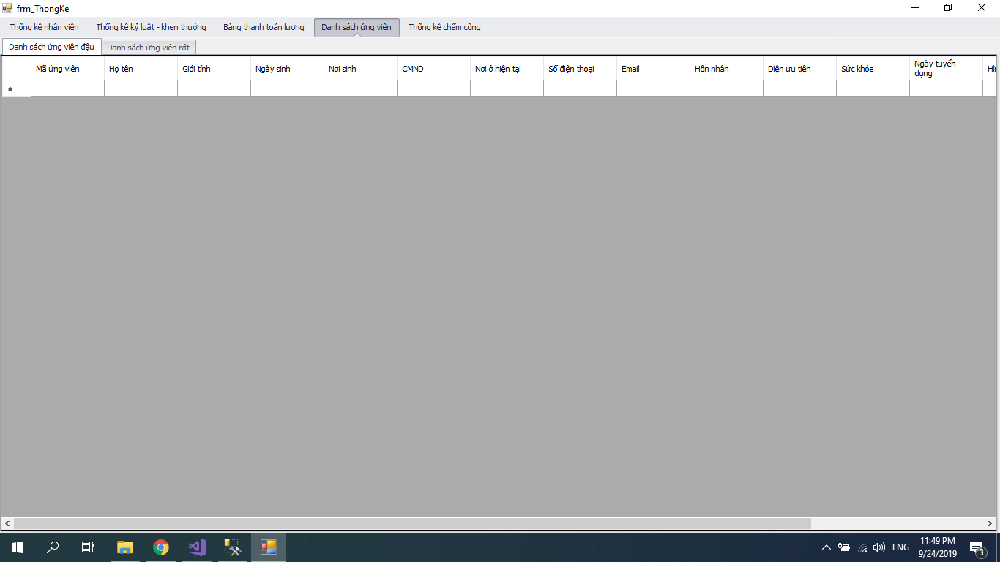 frm_ThongKe
Thống kê nhân viên Thống kê kỷ luật - khen thưởng Bảng thanh toán lương Danh sách ứng viên Thống kê chấm công
Danh sách ứng viên đậu Danh sách ứng viên rớt
Mã ứng viên Họ tên Giới tính Ngày sinh Nơi sinh CMND Nơi ở hiện tại Số điện thoại Email Hôn nhân Diện ưu tiên Sức khỏe Ngày tuyển
dụng
ENG
11:49 PM
9/24/2019
3